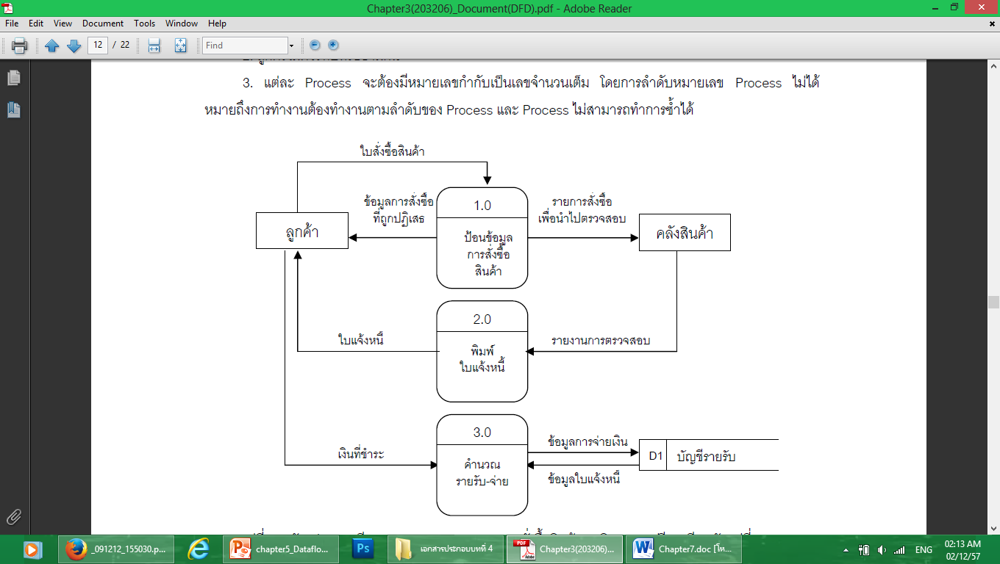 Chapter3(203206)_Document(DFD).pdf - Adobe Reader
File Edit View Document Tools Window Help
12 / 22 Find
3. แต่ละ Process จะต้องมีหมายเลขกำกับเป็นเลขจำนวนเต็ม โดยการลำดับหมายเลข Process ไม่ได้
หมายถึงการทำงานต้องทำงานตามลำดับของ Process และ Process ไม่สามารถทำการซ้ำได้
ใบสั่งซื้อสินค้า
ข้อมูลการสั่งซื้อ
ที่ถูกปฏิเสธ
1.0
รายการสั่งซื้อ
เพื่อนำไปตรวจสอบ
ลูกค้า
ป้อนข้อมูล
การสั่งซื้อ
สินค้า
คลังสินค้า
2.0
ใบแจ้งหนี้
พิมพ์
ใบแจ้งหนี้
รายงานการตรวจสอบ
3.0
เงินที่ชำระ
คำนวณ
รายรับ-จ่าย
ข้อมูลการจ่ายเงิน
D1 บัญชีรายรับ
ข้อมูลใบแจ้งหนี้
_091212_155030.p...
chapter5_Dataflo...
Ps
เอกสารประกอบบทที่ 4
Chapter3(203206)...
Chapter7.doc [โห...
ENG
02:13 AM
02/12/57